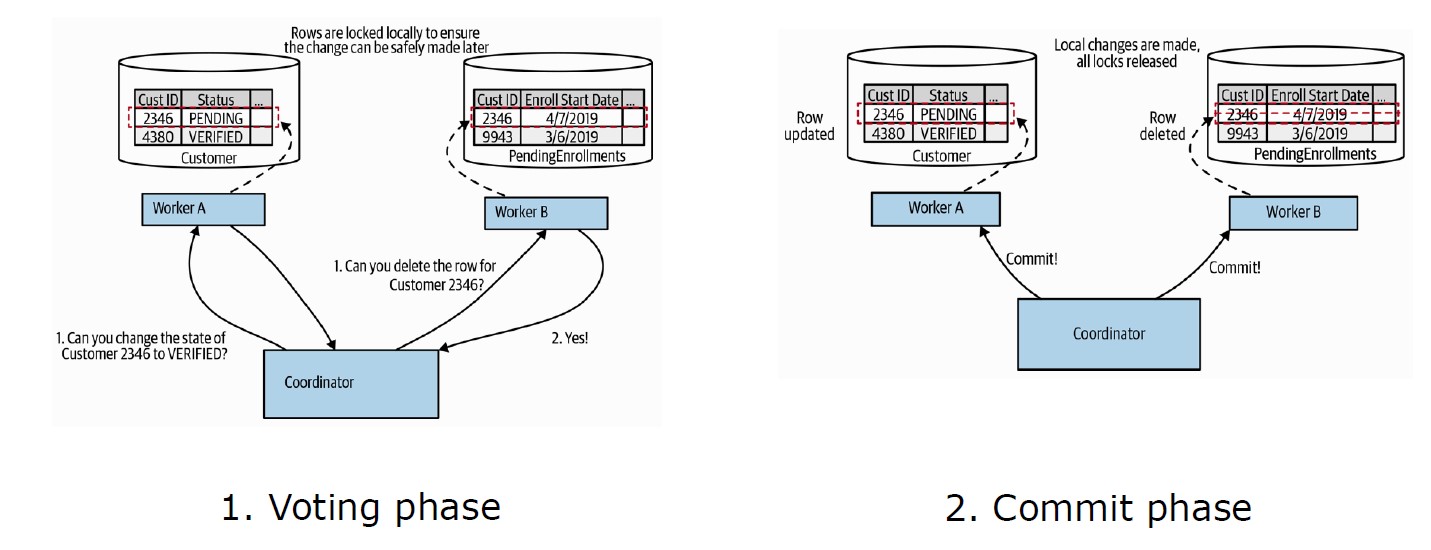 Rows are locked locally to ensure
the change can be safely made later
Cust ID Status ...
2346 PENDING
4380 VERIFIED
Customer
Cust ID Enroll Start Date ...
2346 4/7/2019
9943 3/6/2019
PendingEnrollments
Worker A
Worker B
1. Can you delete the row for
Customer 2346?
1. Can you change the state of
Customer 2346 to VERIFIED?
2. Yes!
Coordinator
1. Voting phase
Local changes are made,
all locks released
Row
updated
Cust ID Status ...
2346 PENDING
4380 VERIFIED
Customer
Row
deleted
Cust ID Enroll Start Date ...
2346 4/7/2019
9943 3/6/2019
PendingEnrollments
Worker A
Worker B
Commit!
Commit!
Coordinator
2. Commit phase